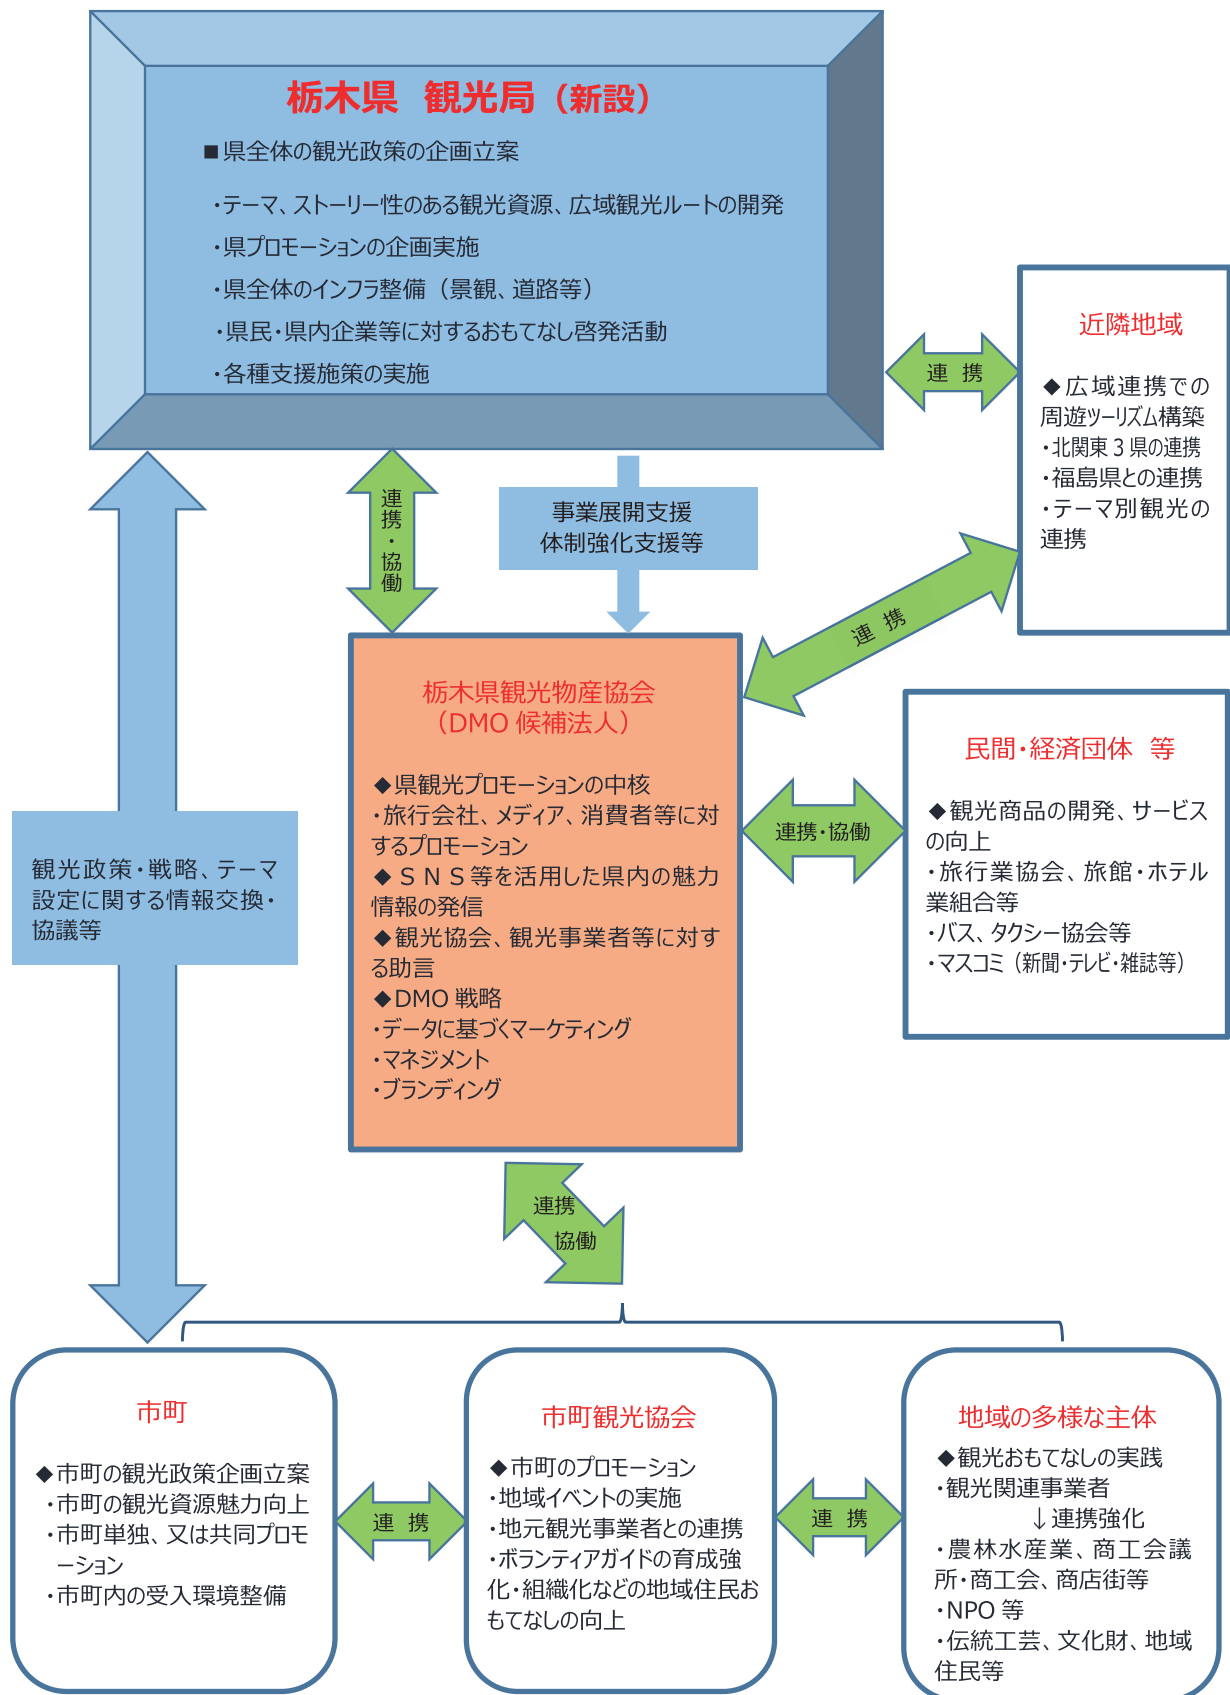 栃木県　観光局（新設）
■県全体の観光政策の企画立案
・テーマ、ストーリー性のある観光資源、広域観光ルートの開発
・県プロモーションの企画実施
・県全体のインフラ整備（景観、道路等）
・県民・県内企業等に対するおもてなし啓発活動
・各種支援施策の実施
連　携
近隣地域
◆広域連携での
周遊ツーリズム構築
・北関東３県の連携
・福島県との連携
・テーマ別観光の
連携
連携・協働
事業展開支援
体制強化支援等
連　携
栃木県観光物産協会
（DMO 候補法人）
◆県観光プロモーションの中核
・旅行会社、メディア、消費者等に対
するプロモーション
◆ＳＮＳ等を活用した県内の魅力
情報の発信
◆観光協会、観光事業者等に対す
る助言
◆DMO 戦略
・データに基づくマーケティング
・マネジメント
・ブランディング
連携・協働
民間・経済団体　等
◆観光商品の開発、サービス
の向上
・旅行業協会、旅館・ホテル
業組合等
・バス、タクシー協会等
・マスコミ（新聞・テレビ・雑誌等）
観光政策・戦略、テーマ
設定に関する情報交換・
協議等
連携
協働
市町
◆市町の観光政策企画立案
・市町の観光資源魅力向上
・市町単独、又は共同プロモ
ーション
・市町内の受入環境整備
連　携
市町観光協会
◆市町のプロモーション
・地域イベントの実施
・地元観光事業者との連携
・ボランティアガイドの育成強
化・組織化などの地域住民お
もてなしの向上
連　携
地域の多様な主体
◆観光おもてなしの実践
・観光関連事業者
↓連携強化
・農林水産業、商工会議
所・商工会、商店街等
・NPO 等
・伝統工芸、文化財、地域
住民等